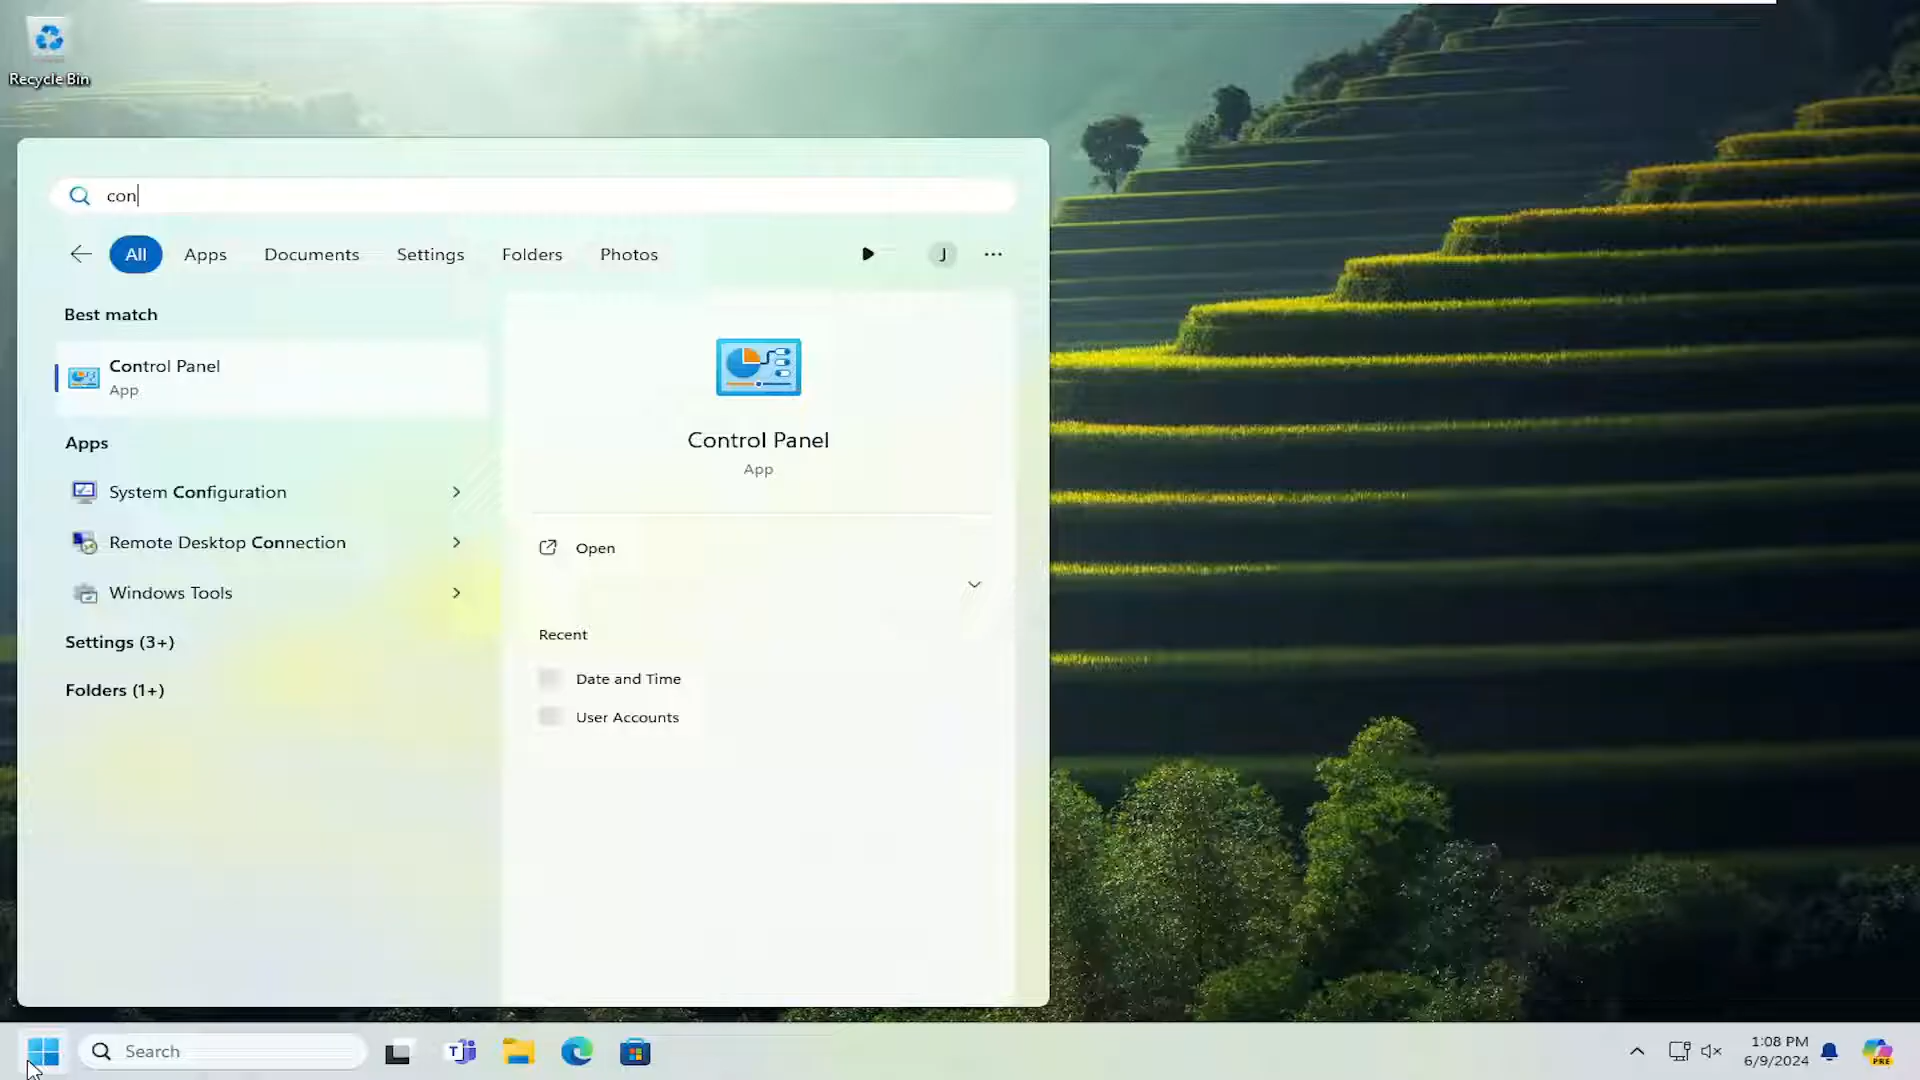 Recycle Bin
con
All
Apps
Documents
Settings
Folders
Photos
J
Best match
Control Panel
App
Apps
System Configuration
Remote Desktop Connection
Windows Tools
Settings (3+)
Folders (1+)
Control Panel
App
Open
Recent
Date and Time
User Accounts
Search
T
1:08 PM
6/9/2024
PRE